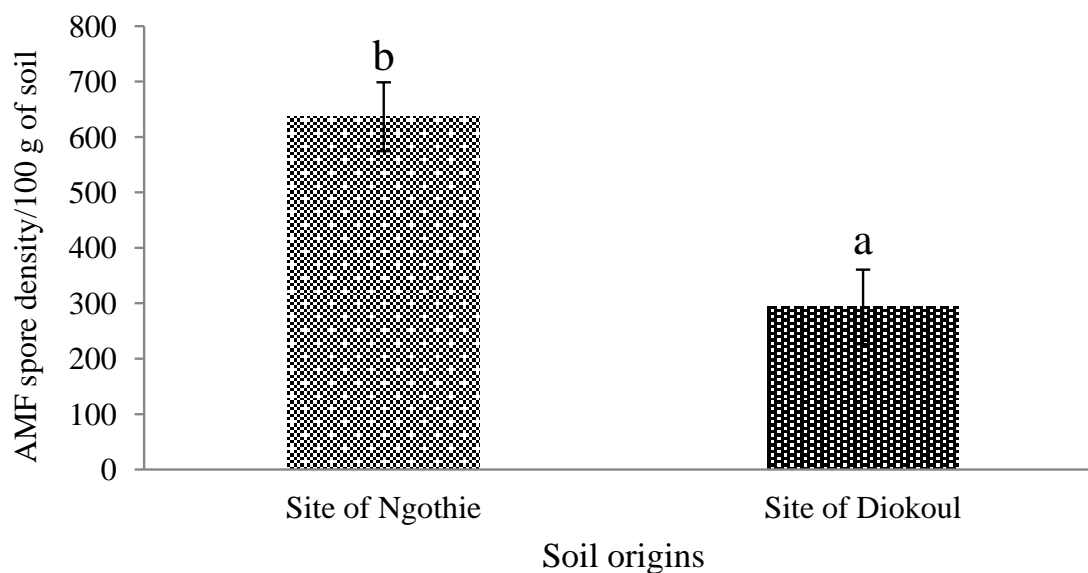 AMF spore density/100 g of soil
800
700
600
500
400
300
200
100
0
b
a
Site of Ngothie
Site of Diokoul
Soil origins